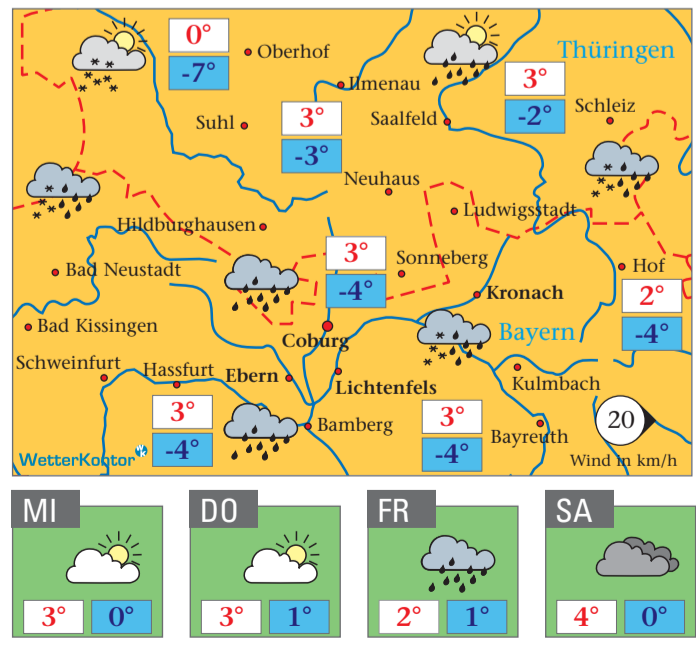 0°
-7°
Oberhof
Thüringen
Ilmenau
3°
-2°
Schleiz
Suhl
3°
-3°
Saalfeld
Neuhaus
Ludwigsstadt
Hildburghausen
3°
-4°
Sonneberg
Bad Neustadt
Hof
2°
-4°
Kronach
Bad Kissingen
Coburg
Bayern
Schweinfurt
Hassfurt
Ebern
Lichtenfels
Kulmbach
3°
-4°
Bamberg
3°
-4°
Bayreuth
20
Wind in km/h
WetterKontor
MI
3°
0°
DO
3°
1°
FR
2°
1°
SA
4°
0°